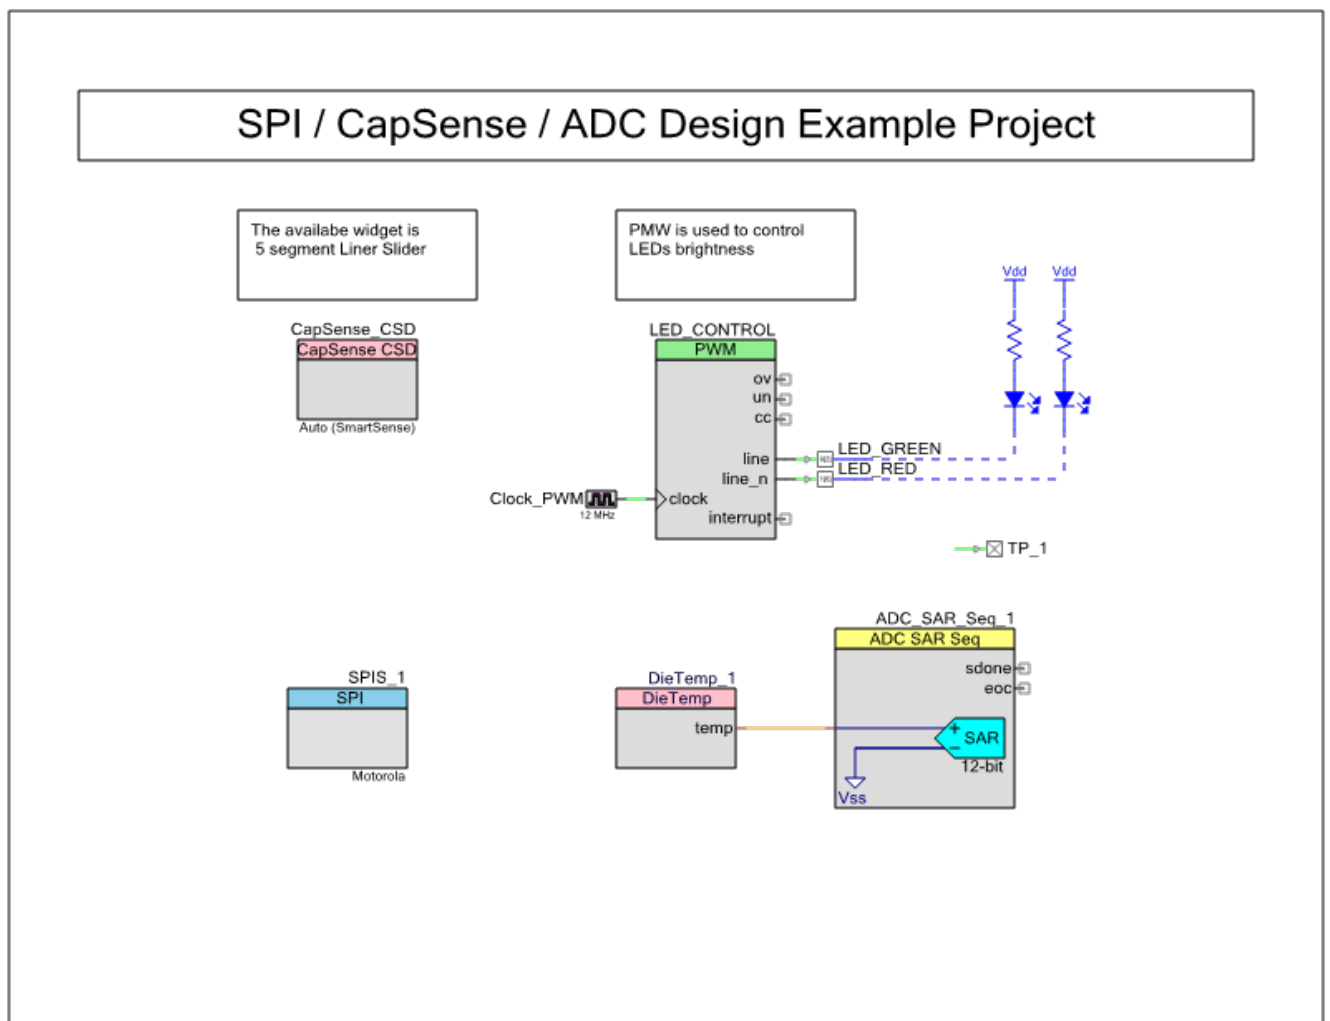 SPI / CapSense / ADC Design Example Project
The availabe widget is
5 segment Liner Slider
PMW is used to control
LEDs brightness
Vdd
Vdd
CapSense_CSD
CapSense CSD
Auto (SmartSense)
LED_CONTROL
PWM
ov
un
cc
line
line_n
clock
interrupt
LED_GREEN
LED_RED
Clock_PWM
12 MHz
TP_1
SPIS_1
SPI
Motorola
DieTemp_1
DieTemp
temp
ADC_SAR_Seq_1
ADC SAR Seq
sdone
eoc
SAR
12-bit
Vss